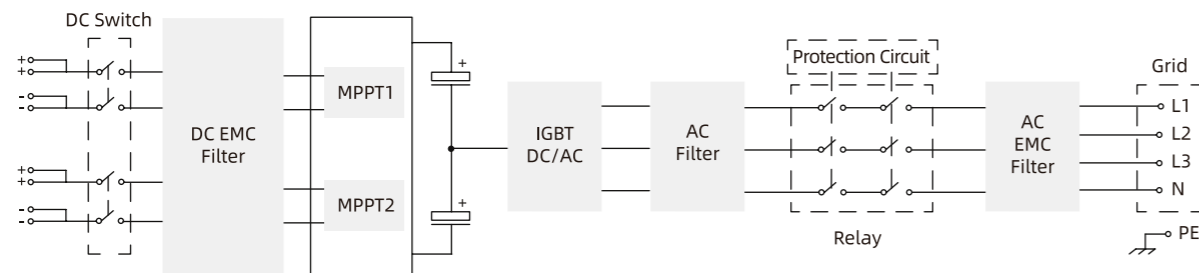 DC Switch
+
+
-
-
+
+
-
-
DC EMC
Filter
MPPT1
MPPT2
+
+
IGBT
DC/AC
AC
Filter
Protection Circuit
Relay
AC
EMC
Filter
Grid
L1
L2
L3
N
PE